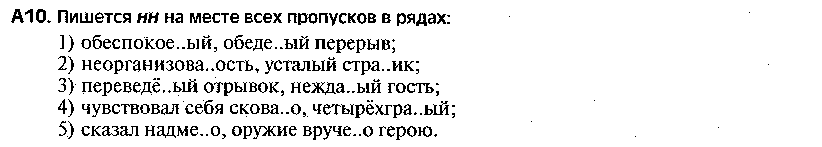 А10. Пишется нн на месте всех пропусков в рядах:
1) обеспокое..ый, обеде..ый перерыв;
2) неорганизова..ость, усталый стра..ик;
3) переведё..ый отрывок, нежда..ый гость;
4) чувствовал себя скова..о, четырёхгра..ый;
5) сказал надме..о, оружие вруче..о герою.